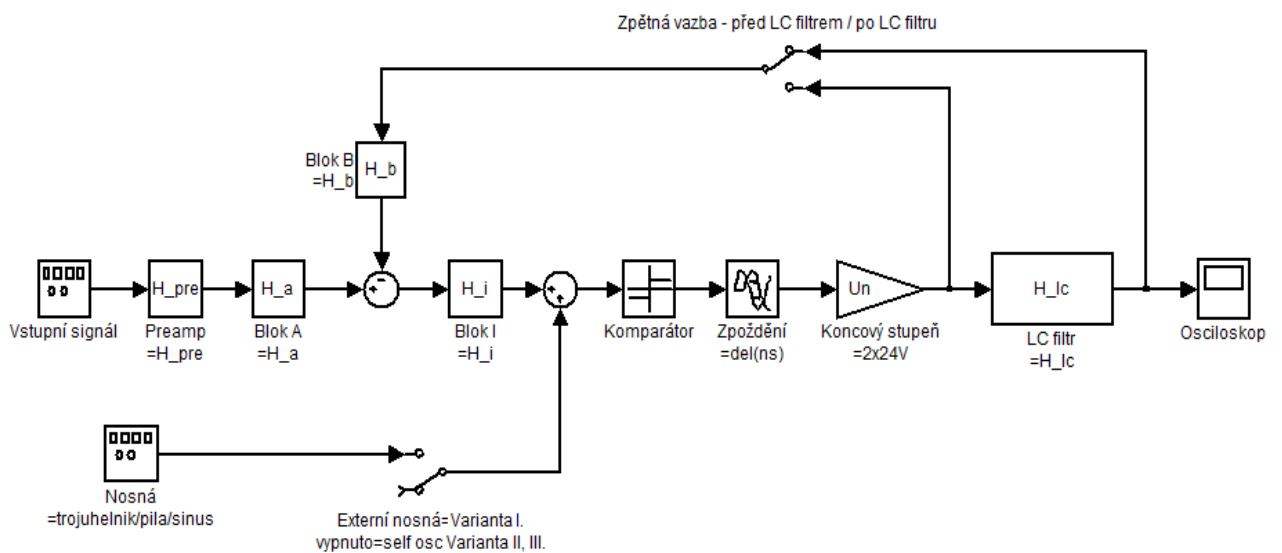 Zpětná vazba - před LC filtrem / po LC filtru
Blok B
=H_b
H_b
Vstupní signál
H_pre
Preamp
=H_pre
H_a
Blok A
=H_a
H_i
Blok I
=H_i
Komparátor
Zpoždění
=del(ns)
Un
Koncový stupeň
=2x24V
H_lc
LC filtr
=H_lc
Osciloskop
Nosná
=trojuhelnik/pila/sinus
Externí nosná=Varianta I.
vypnuto=self osc Varianta II, III.